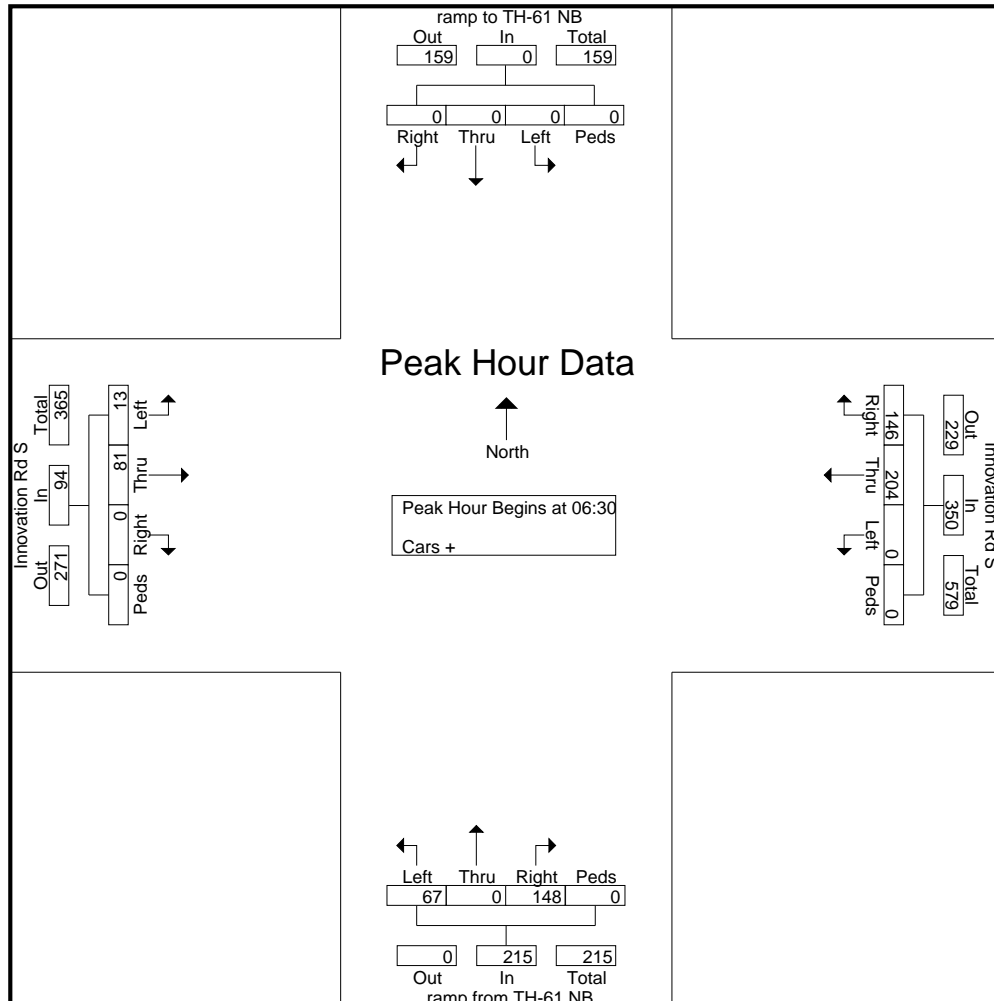 ramp to TH-61 NB
Out In Total
159 0 159
0 0 0 0
Right Thru Left Peds
Peak Hour Data
North
Peak Hour Begins at 06:30
Cars +
Innovation Rd S
Out In Total
271 94 365
Left Thru Right Peds
13 81 0 0
Right Thru Left Peds
146 204 0 0
Out In Total
229 350 579
Innovation Rd S
Left Thru Right Peds
67 0 148 0
0 215 215
Out In Total
ramp from TH-61 NB